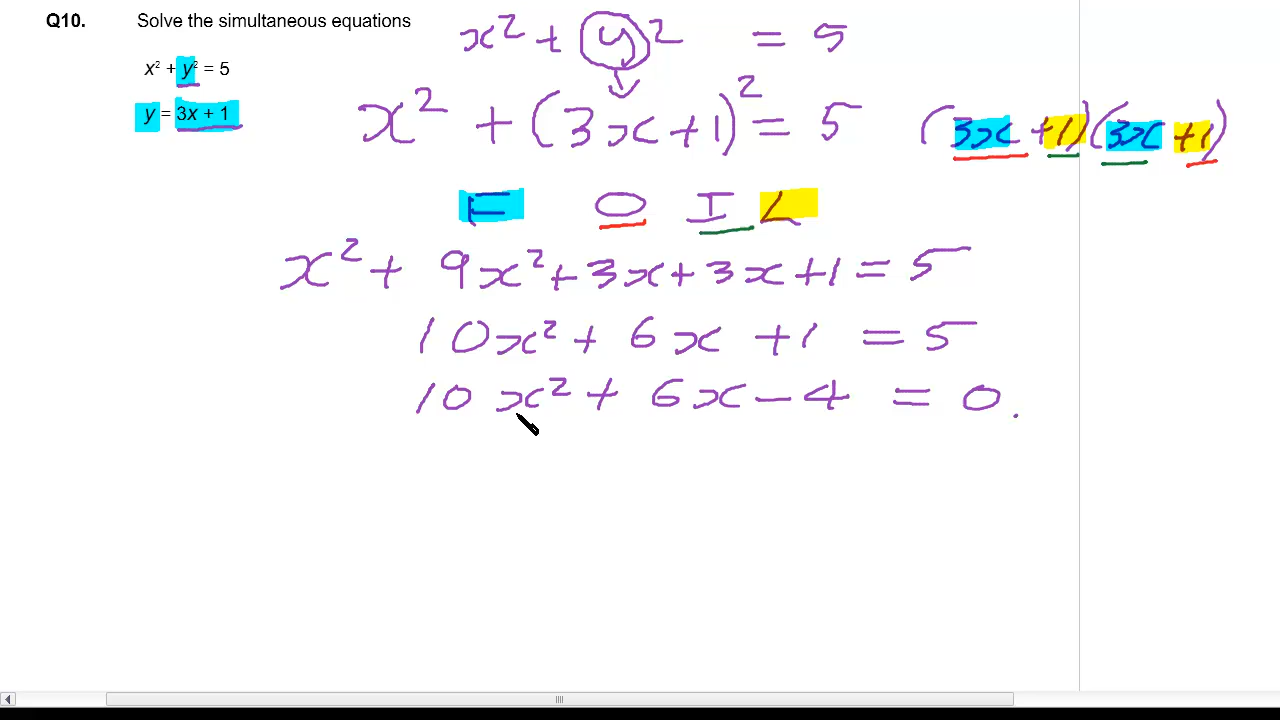 Q10. Solve the simultaneous equations
x² + y² = 5
y = 3x + 1
x² + y² = 5
x² + (3x+1)² = 5
(3x +1)(3x +1)
F O I L
x² + 9x² + 3x + 3x + 1 = 5
10x² + 6x + 1 = 5
10x² + 6x - 4 = 0.